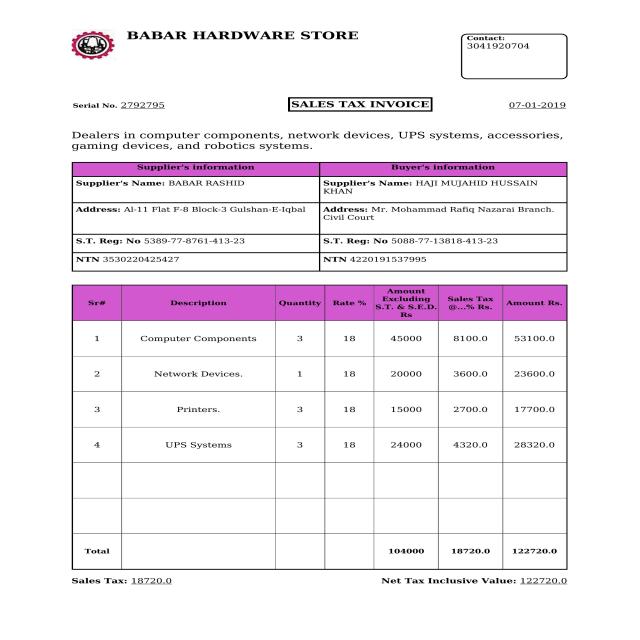 BABAR HARDWARE STORE
Contact:
3041920704
Serial No. 2792795 SALES TAX INVOICE 07-01-2019
Dealers in computer components, network devices, UPS systems, accessories,
gaming devices, and robotics systems.
Supplier's information Buyer's information
Supplier's Name: BABAR RASHID Supplier's Name: HAJI MUJAHID HUSSAIN
KHAN
Address: Al-11 Flat F-8 Block-3 Gulshan-E-Iqbal Address: Mr. Mohammad Rafiq Nazarai Branch.
Civil Court
S.T. Reg: No 5389-77-8761-413-23 S.T. Reg: No 5088-77-13818-413-23
NTN 3530220425427 NTN 4220191537995
Sr# Description Quantity Rate % Amount Excluding S.T. & S.E.D. Rs Sales Tax @...% Rs. Amount Rs.
1 Computer Components 3 18 45000 8100.0 53100.0
2 Network Devices. 1 18 20000 3600.0 23600.0
3 Printers. 3 18 15000 2700.0 17700.0
4 UPS Systems 3 18 24000 4320.0 28320.0
Total 104000 18720.0 122720.0
Sales Tax: 18720.0 Net Tax Inclusive Value: 122720.0